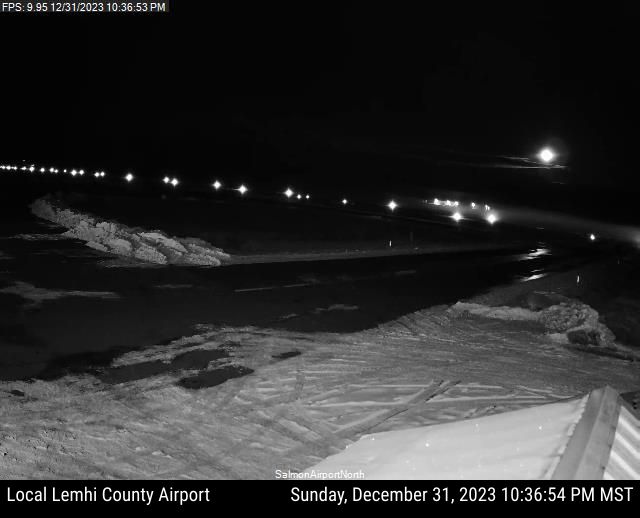 FPS: 9.95 12/31/2023 10:36:53 PM
SalmonAirportNorth
Local Lemhi County Airport Sunday, December 31, 2023 10:36:54 PM MST